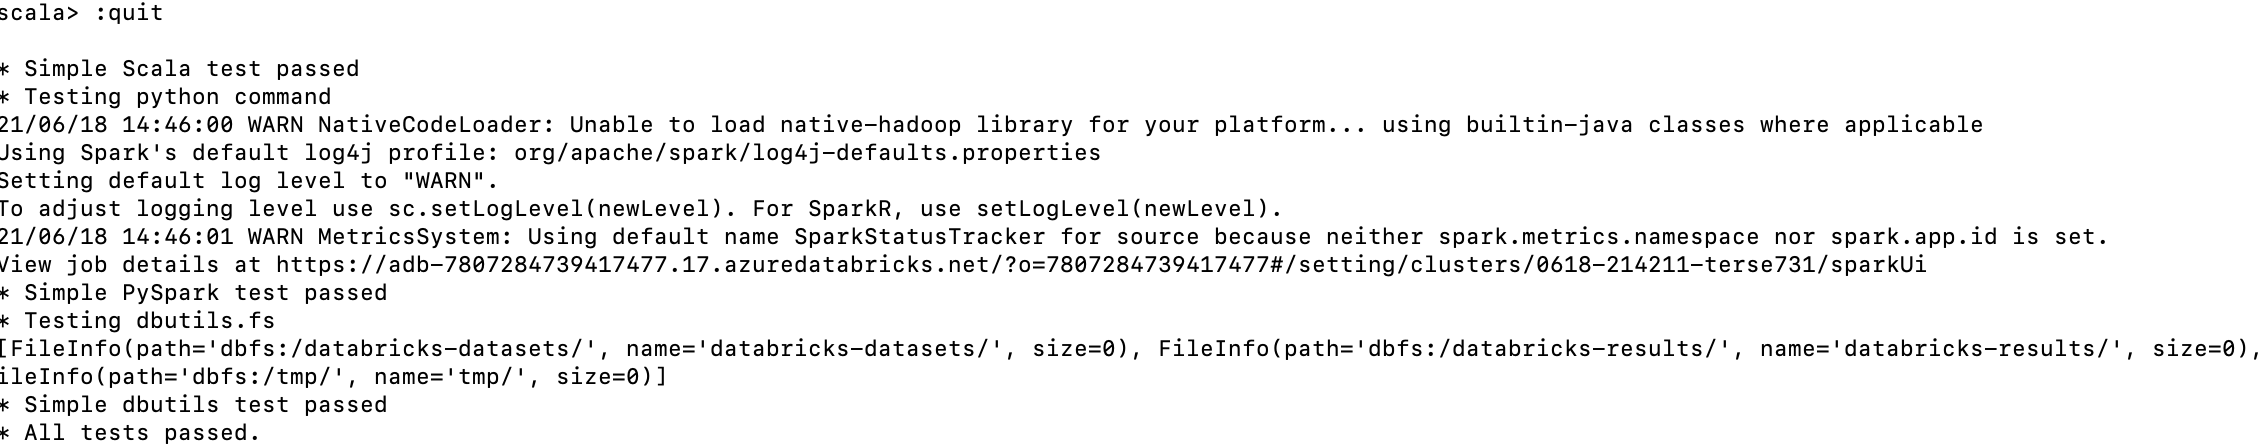 scala> :quit
* Simple Scala test passed
* Testing python command
21/06/18 14:46:00 WARN NativeCodeLoader: Unable to load native-hadoop library for your platform... using builtin-java classes where applicable
Using Spark's default log4j profile: org/apache/spark/log4j-defaults.properties
Setting default log level to "WARN".
To adjust logging level use sc.setLogLevel(newLevel). For SparkR, use setLogLevel(newLevel).
21/06/18 14:46:01 WARN MetricsSystem: Using default name SparkStatusTracker for source because neither spark.metrics.namespace nor spark.app.id is set.
View job details at https://adb-7807284739417477.17.azuredatabricks.net/?o=7807284739417477#/setting/clusters/0618-214211-terse731/sparkUi
* Simple PySpark test passed
* Testing dbutils.fs
[FileInfo(path='dbfs:/databricks-datasets/', name='databricks-datasets/', size=0), FileInfo(path='dbfs:/databricks-results/', name='databricks-results/', size=0),
ileInfo(path='dbfs:/tmp/', name='tmp/', size=0)]
* Simple dbutils test passed
* All tests passed.